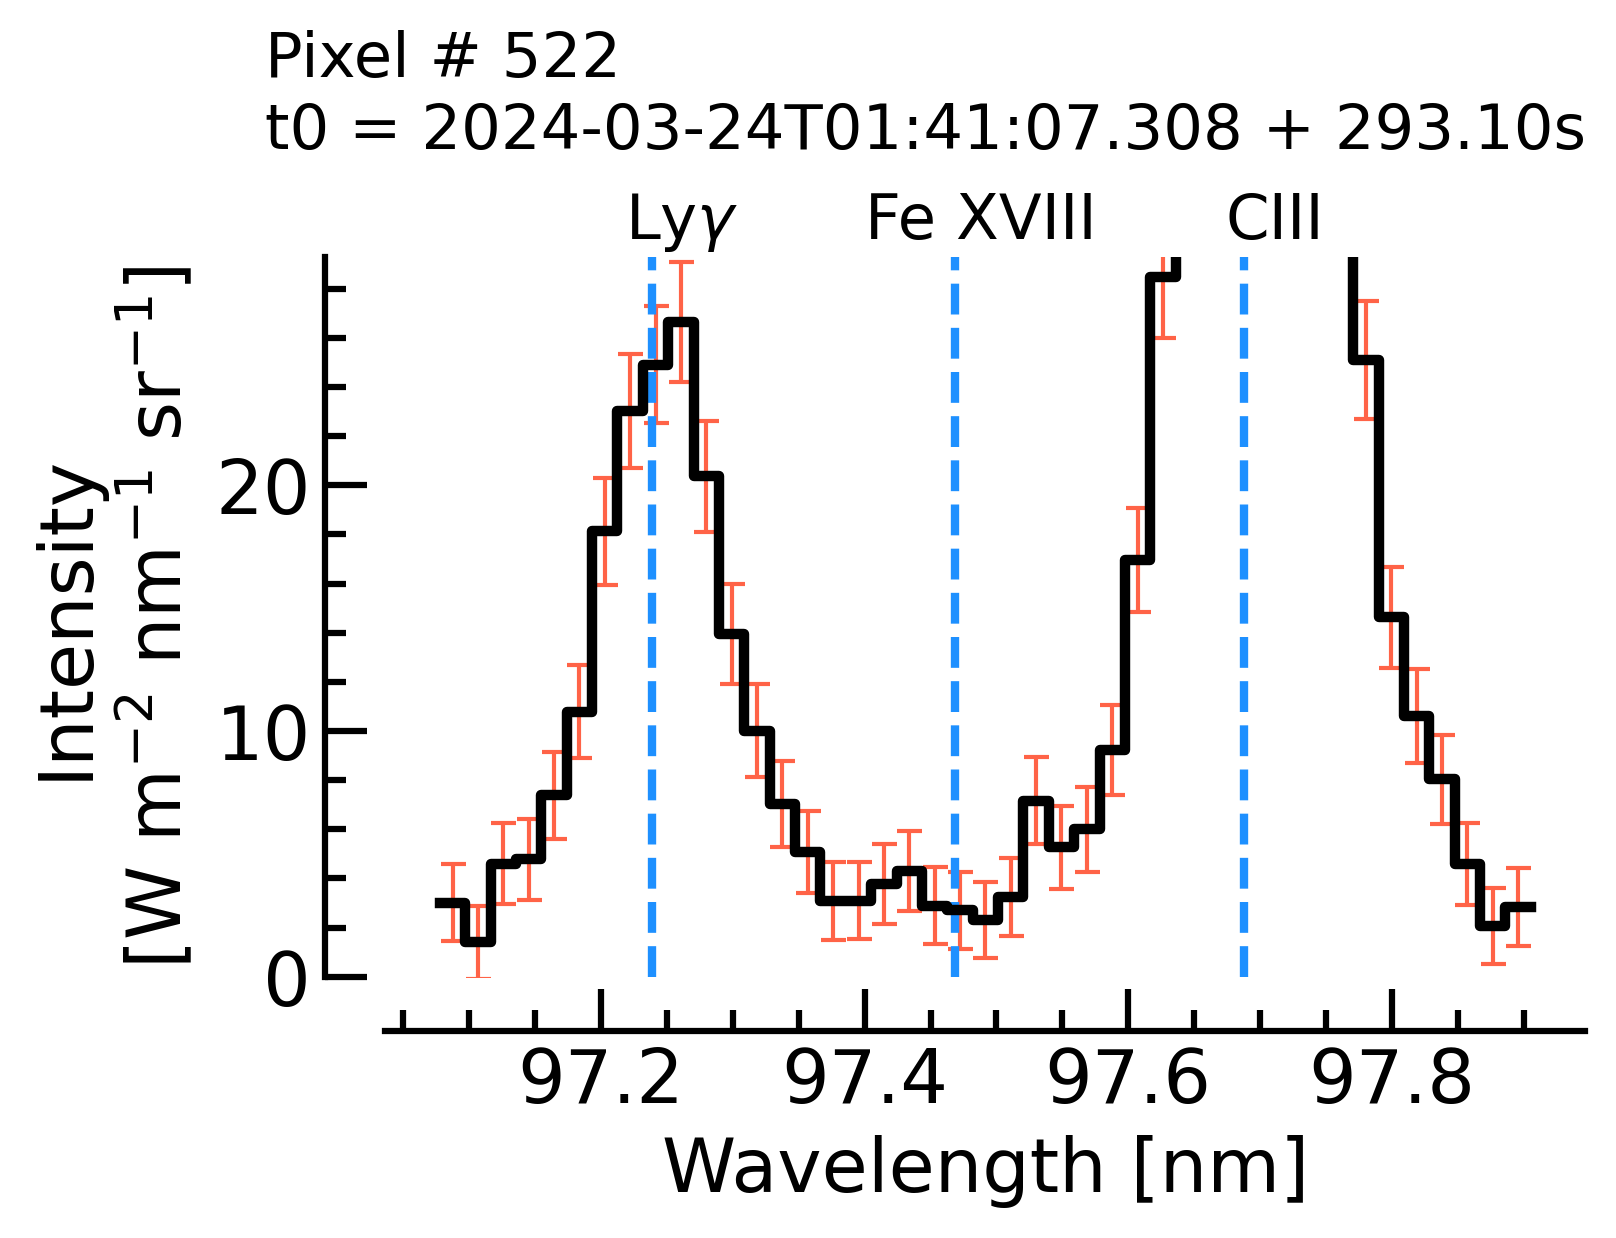 Pixel # 522
t0 = 2024-03-24T01:41:07.308 + 293.10s
Lyγ Fe XVIII CIII
Intensity
[W m⁻² nm⁻¹ sr⁻¹]
20
10
0
97.2 97.4 97.6 97.8
Wavelength [nm]